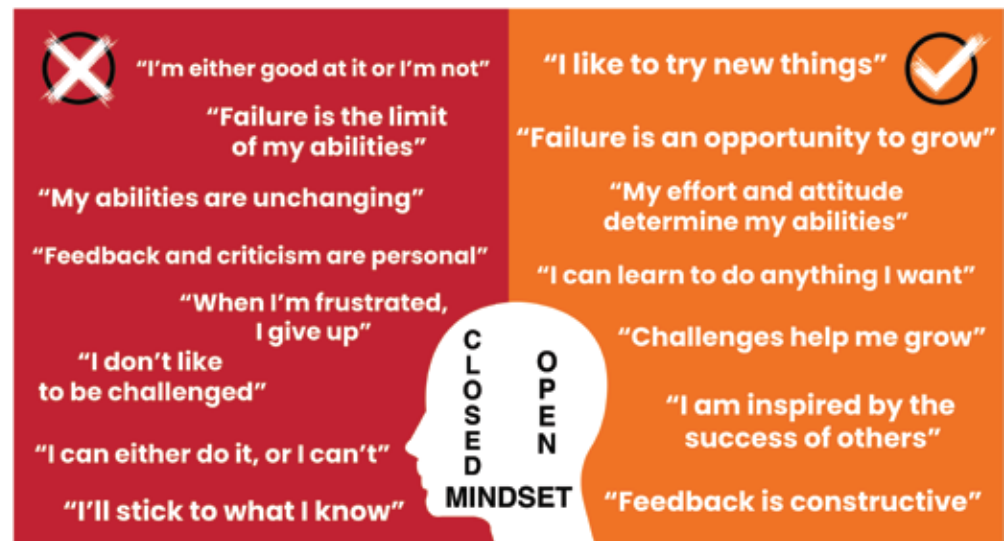 “I’m either good at it or I’m not”
“Failure is the limit
of my abilities”
“My abilities are unchanging”
“Feedback and criticism are personal”
“When I’m frustrated,
I give up”
“I don’t like
to be challenged”
“I can either do it, or I can’t”
“I’ll stick to what I know”
CLOSED
OPEN
MINDSET
“I like to try new things”
“Failure is an opportunity to grow”
“My effort and attitude
determine my abilities”
“I can learn to do anything I want”
“Challenges help me grow”
“I am inspired by the
success of others”
“Feedback is constructive”